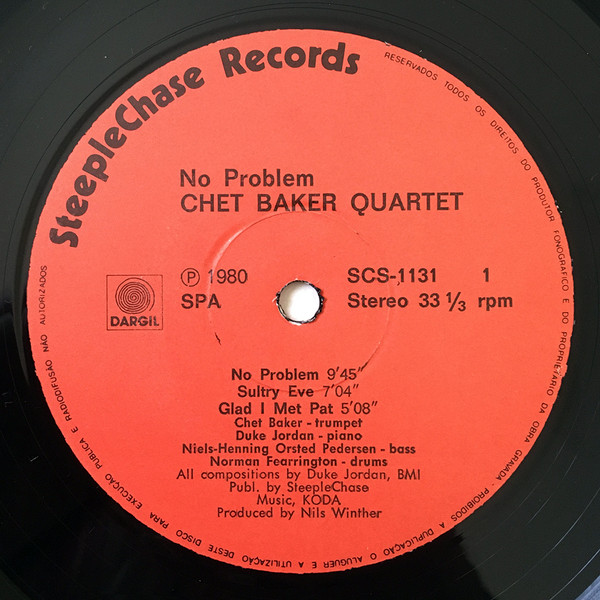 SteepleChase Records
RESERVADOS TODOS OS DIREITOS DO PRODUTOR FONOGRAFICO E DO PROPRIETARIO DA OBRA GRAVADA - PROIBIDOS A DUPLICAÇÃO O ALUGUER E A UTILIZAÇÃO DESTE DISCO PARA EXECUÇÃO PUBLICA E RADIODIFUSÃO NÃO AUTORIZADOS
No Problem
CHET BAKER QUARTET
Ⓟ 1980
SPA
SCS-1131 1
Stereo 33 1/3 rpm
DARGIL
No Problem 9'45"
Sultry Eve 7'04"
Glad I Met Pat 5'08"
Chet Baker - trumpet
Duke Jordan - piano
Niels-Henning Orsted Pedersen - bass
Norman Fearrington - drums
All compositions by Duke Jordan, BMI
Publ. by SteepleChase
Music, KODA
Produced by Nils Winther